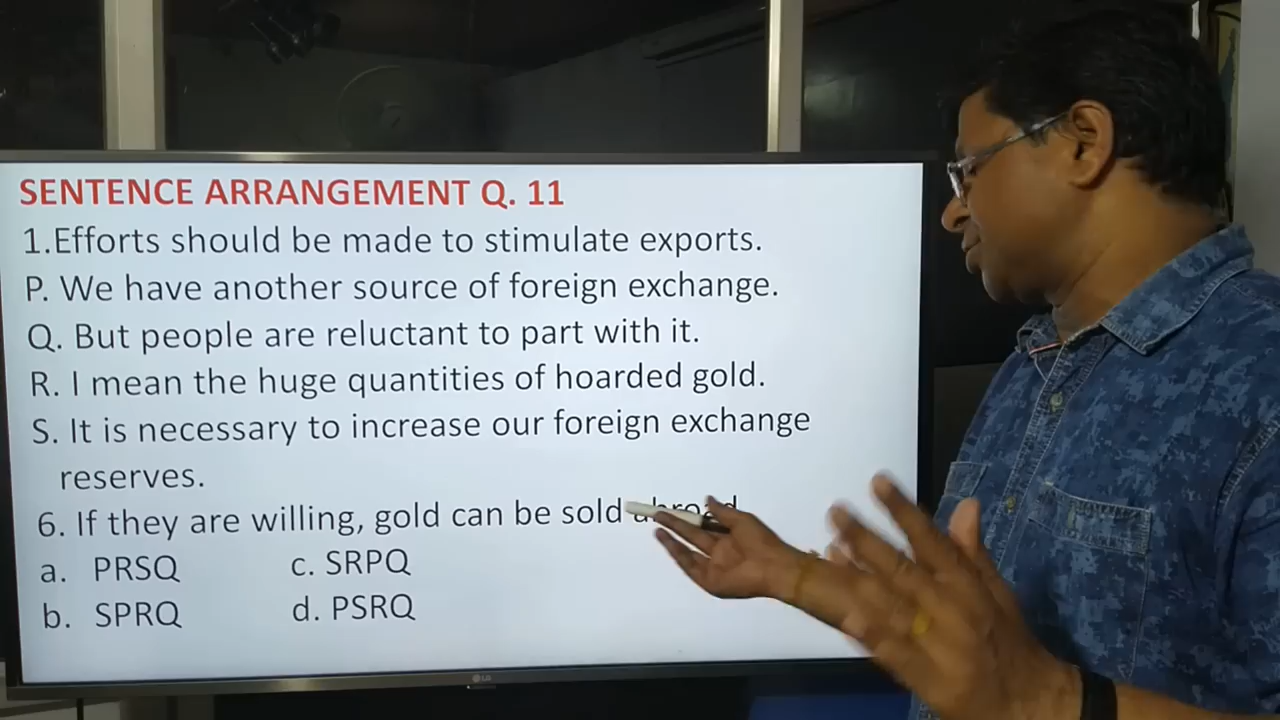 SENTENCE ARRANGEMENT Q. 11
1.Efforts should be made to stimulate exports.
P. We have another source of foreign exchange.
Q. But people are reluctant to part with it.
R. I mean the huge quantities of hoarded gold.
S. It is necessary to increase our foreign exchange
reserves.
6. If they are willing, gold can be sold abroad.
a. PRSQ c. SRPQ
b. SPRQ d. PSRQ
LG